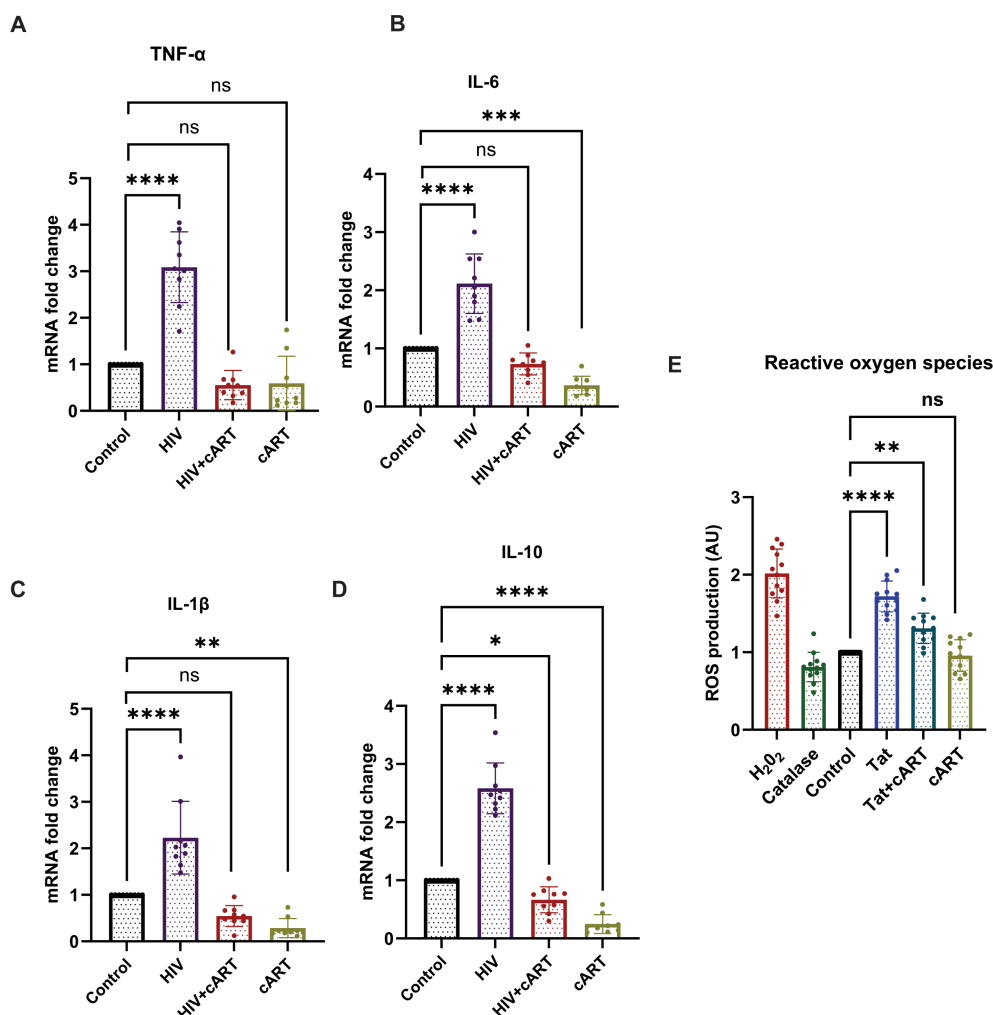 A
TNF-α
ns
ns
****
mRNA fold change
5
4
3
2
1
0
Control
HIV
HIV+cART
cART
B
IL-6
***
ns
****
mRNA fold change
4
3
2
1
0
Control
HIV
HIV+cART
cART
C
IL-1β
**
ns
****
mRNA fold change
5
4
3
2
1
0
Control
HIV
HIV+cART
cART
D
IL-10
****
*
****
mRNA fold change
4
3
2
1
0
Control
HIV
HIV+cART
cART
E
Reactive oxygen species
ns
**
****
ROS production (AU)
3
2
1
0
H₂O₂
Catalase
Control
Tat
Tat+cART
cART